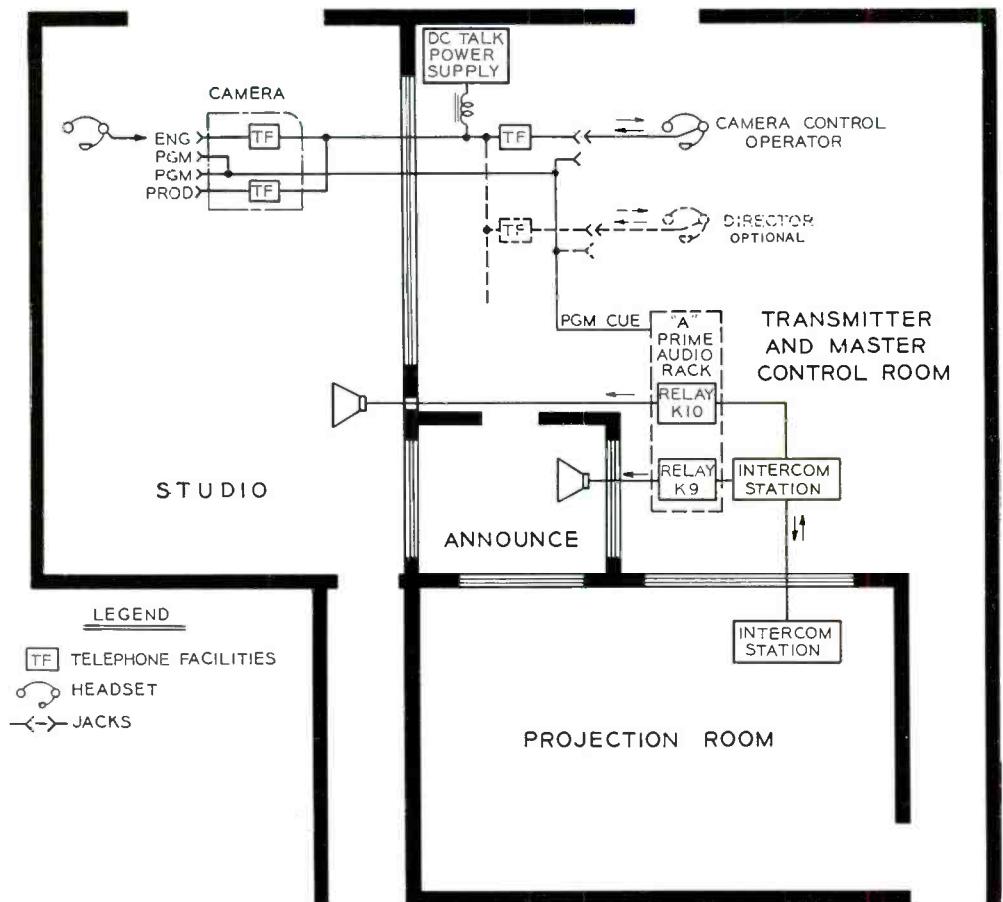 DC TALK
POWER
SUPPLY
CAMERA
ENG
PGM
PGM
PROD
TF
TF
TF
CAMERA CONTROL
OPERATOR
TF
DIRECTOR
OPTIONAL
PGM CUE
"A"
PRIME
AUDIO
RACK
TRANSMITTER
AND MASTER
CONTROL ROOM
RELAY
K10
RELAY
K9
INTERCOM
STATION
STUDIO
ANNOUNCE
INTERCOM
STATION
PROJECTION ROOM
LEGEND
TF TELEPHONE FACILITIES
HEADSET
JACKS